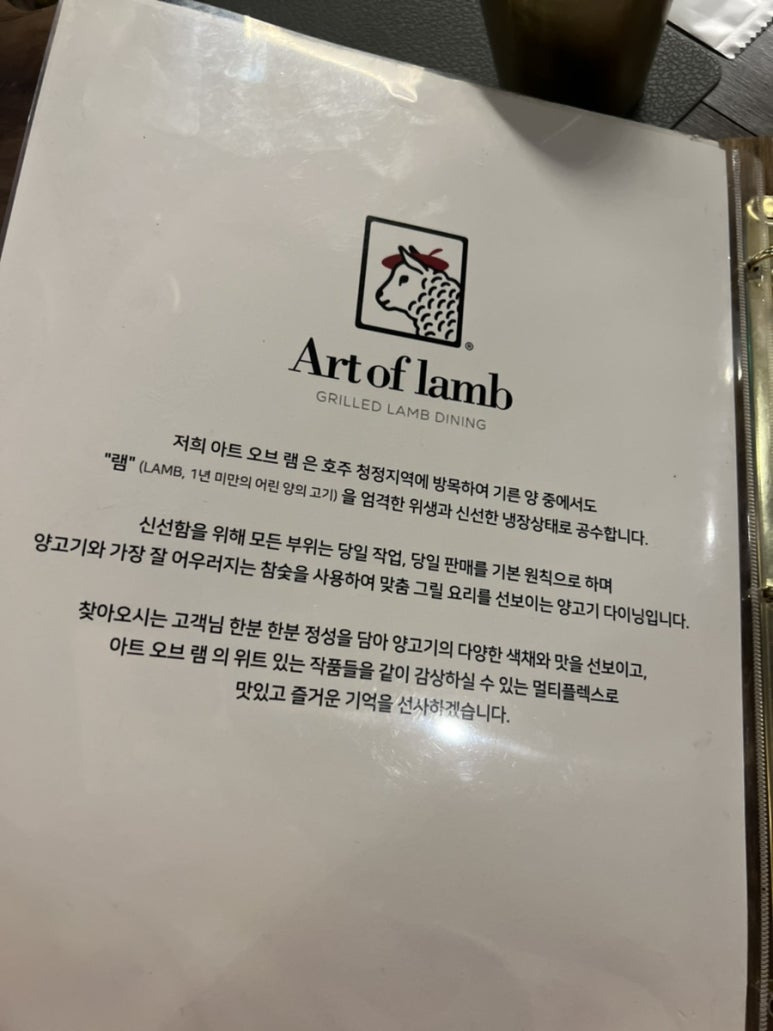 Art of lamb
GRILLED LAMB DINING
저희 아트 오브 램 은 호주 청정지역에 방목하여 기른 양 중에서도
"램" (LAMB, 1년 미만의 어린 양의 고기) 을 엄격한 위생과 신선한 냉장상태로 공수합니다.
신선함을 위해 모든 부위는 당일 작업, 당일 판매를 기본 원칙으로 하며
양고기와 가장 잘 어우러지는 참숯을 사용하여 맞춤 그릴 요리를 선보이는 양고기 다이닝입니다.
찾아오시는 고객님 한분 한분 정성을 담아 양고기의 다양한 색채와 맛을 선보이고,
아트 오브 램 의 위트 있는 작품들을 같이 감상하실 수 있는 멀티플렉스로
맛있고 즐거운 기억을 선사하겠습니다.